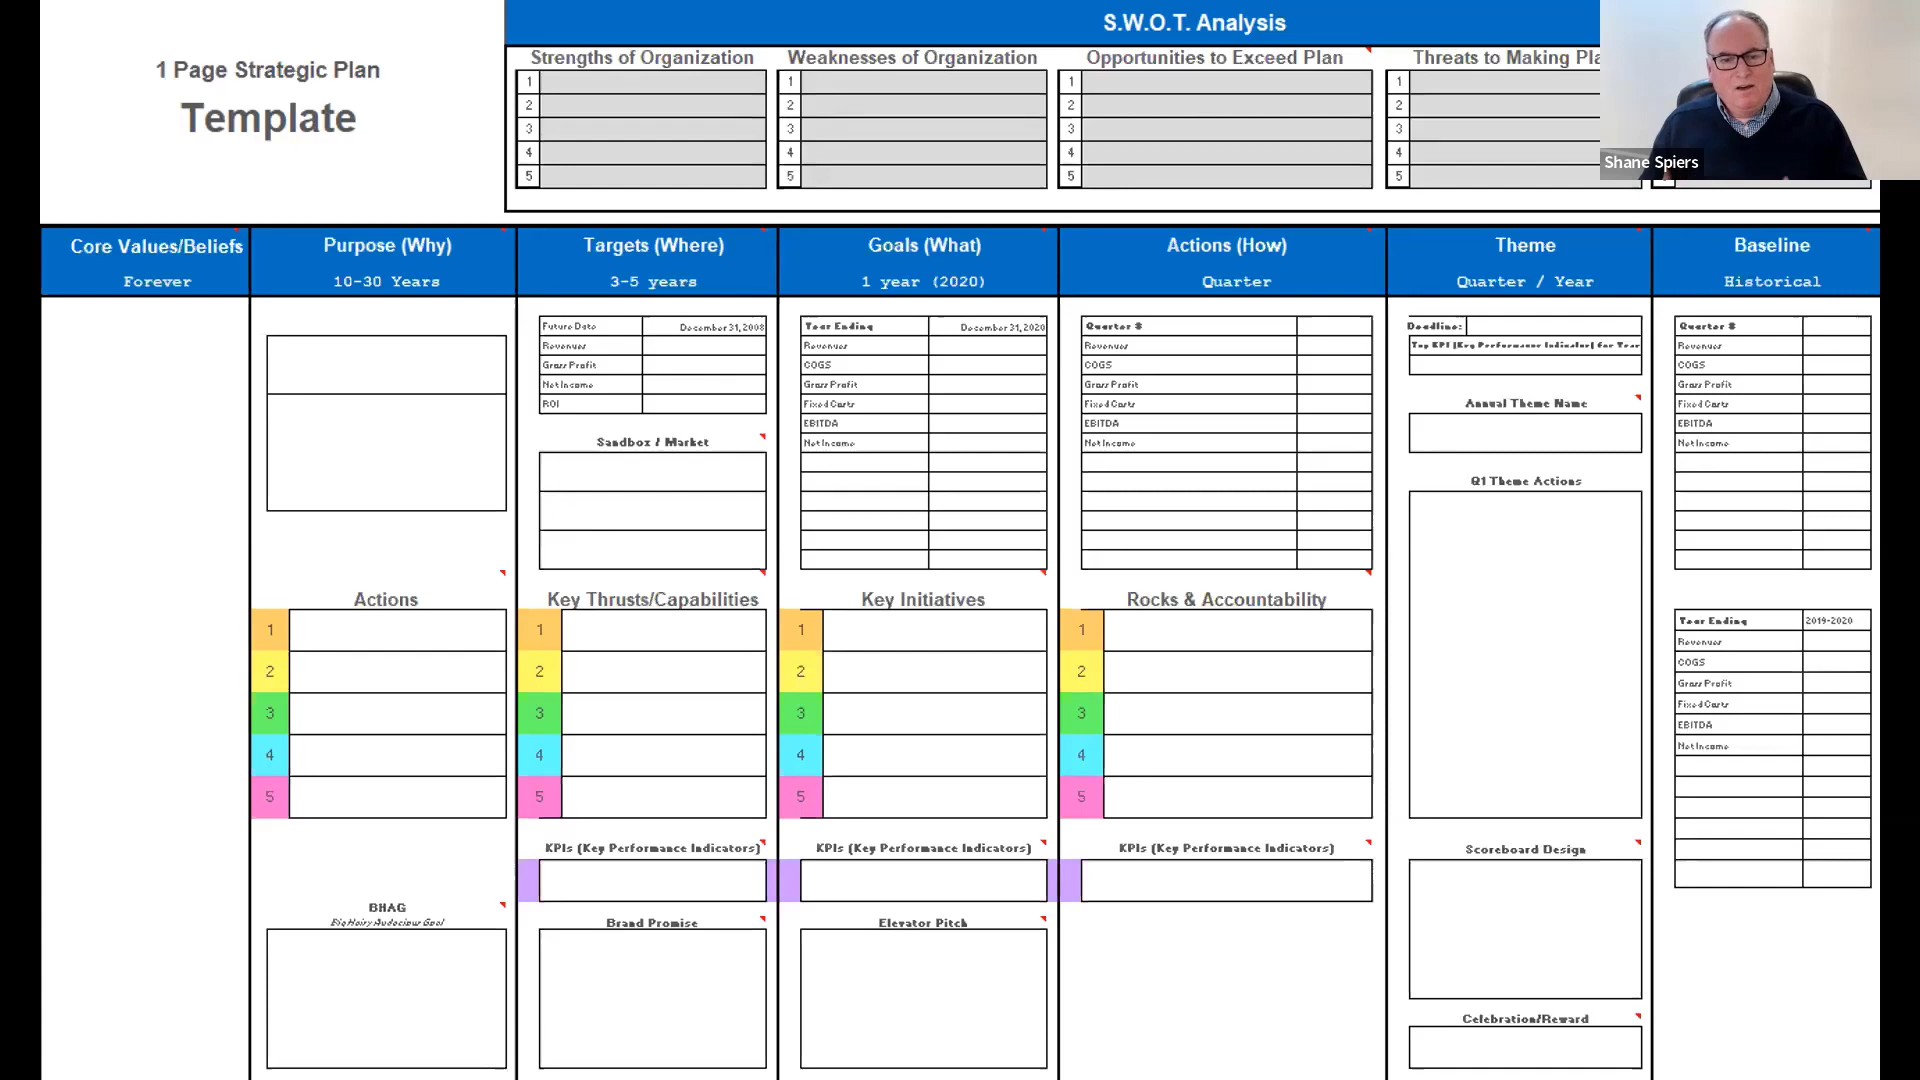 S.W.O.T. Analysis
1 Page Strategic Plan
Template
Strengths of Organization
1
2
3
4
5
Weaknesses of Organization
1
2
3
4
5
Opportunities to Exceed Plan
1
2
3
4
5
Threats to Making
1
2
3
4
5
Shane Spiers
Core Values/Beliefs
Forever
Purpose (Why)
10-30 Years
Actions
1
2
3
4
5
BHAG
Big Hairy Audacious Goal
Targets (Where)
3-5 years
Future Date December 31, 2008
Revenues
Gross Profit
Net Income
ROI
Sandbox / Market
Key Thrusts/Capabilities
1
2
3
4
5
KPIs (Key Performance Indicators)
Brand Promise
Goals (What)
1 year (2020)
Year Ending December 31, 2020
Revenues
COGS
Gross Profit
Fixed Costs
EBITDA
Net Income
Key Initiatives
1
2
3
4
5
KPIs (Key Performance Indicators)
Elevator Pitch
Actions (How)
Quarter
Quarter #
Revenues
COGS
Gross Profit
Fixed Costs
EBITDA
Net Income
Rocks & Accountability
1
2
3
4
5
KPIs (Key Performance Indicators)
Theme
Quarter / Year
Deadline:
Top KPI (Key Performance Indicator) for Year
Annual Theme Name
Q1 Theme Actions
Scoreboard Design
Celebration/Reward
Baseline
Historical
Quarter #
Revenues
COGS
Gross Profit
Fixed Costs
EBITDA
Net Income
Year Ending 2019-2020
Revenues
COGS
Gross Profit
Fixed Costs
EBITDA
Net Income